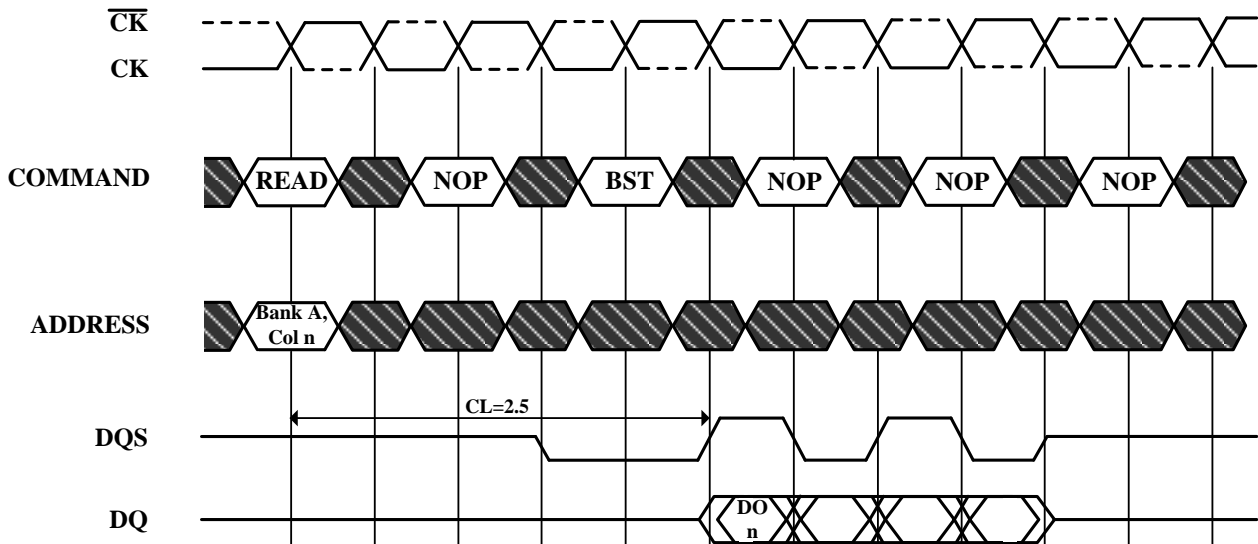 CK
CK
COMMAND READ NOP BST NOP NOP NOP
ADDRESS Bank A,
Col n
CL=2.5
DQS
DQ DO
n